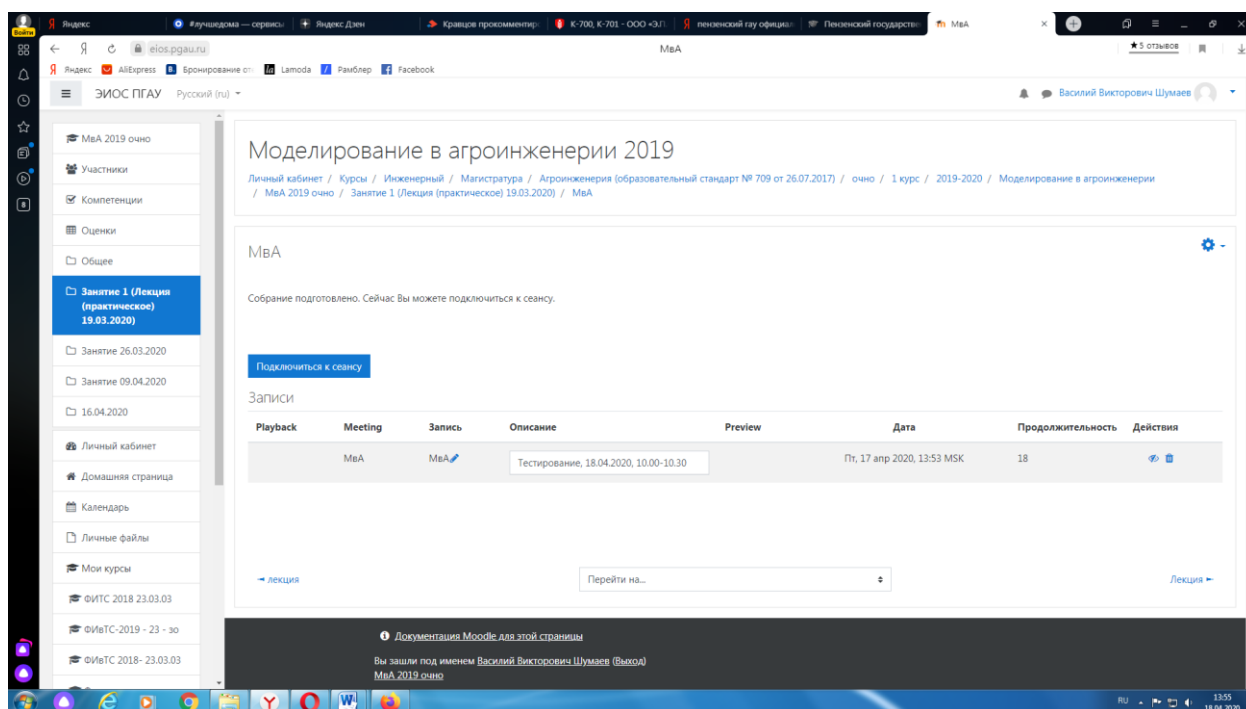 Яндекс
#лучшедома — сервисы
Яндекс.Дзен
Кравцов прокомментир
К-700, К-701 - ООО «Э.П.
пензенский гау официал
Пензенский государстве
МвА
Войти
eios.pgau.ru
МвА
★ 5 отзывов
Яндекс
AliExpress
Бронирование от
Lamoda
Рамблер
Facebook
ЭИОС ПГАУ
Русский (ru)
Василий Викторович Шумаев
МвА 2019 очно
Участники
Компетенции
Оценки
Общее
Занятие 1 (Лекция
(практическое)
19.03.2020)
Занятие 26.03.2020
Занятие 09.04.2020
16.04.2020
Личный кабинет
Домашняя страница
Календарь
Личные файлы
Мои курсы
ФИТС 2018 23.03.03
ФИвТС-2019 - 23 - зо
ФИвТС 2018- 23.03.03
Моделирование в агроинженерии 2019
Личный кабинет / Курсы / Инженерный / Магистратура / Агроинженерия (образовательный стандарт № 709 от 26.07.2017) / очно / 1 курс / 2019-2020 / Моделирование в агроинженерии
/ МвА 2019 очно / Занятие 1 (Лекция (практическое) 19.03.2020) / МвА
МвА
Собрание подготовлено. Сейчас Вы можете подключиться к сеансу.
Подключиться к сеансу
Записи
Playback Meeting Запись Описание Preview Дата Продолжительность Действия
МвА МвА Тестирование, 18.04.2020, 10.00-10.30 Пт, 17 апр 2020, 13:53 MSK 18
◄ лекция
Перейти на...
Лекция ►
Документация Moodle для этой страницы
Вы зашли под именем Василий Викторович Шумаев (Выход)
МвА 2019 очно
RU
13:55
18.04.2020